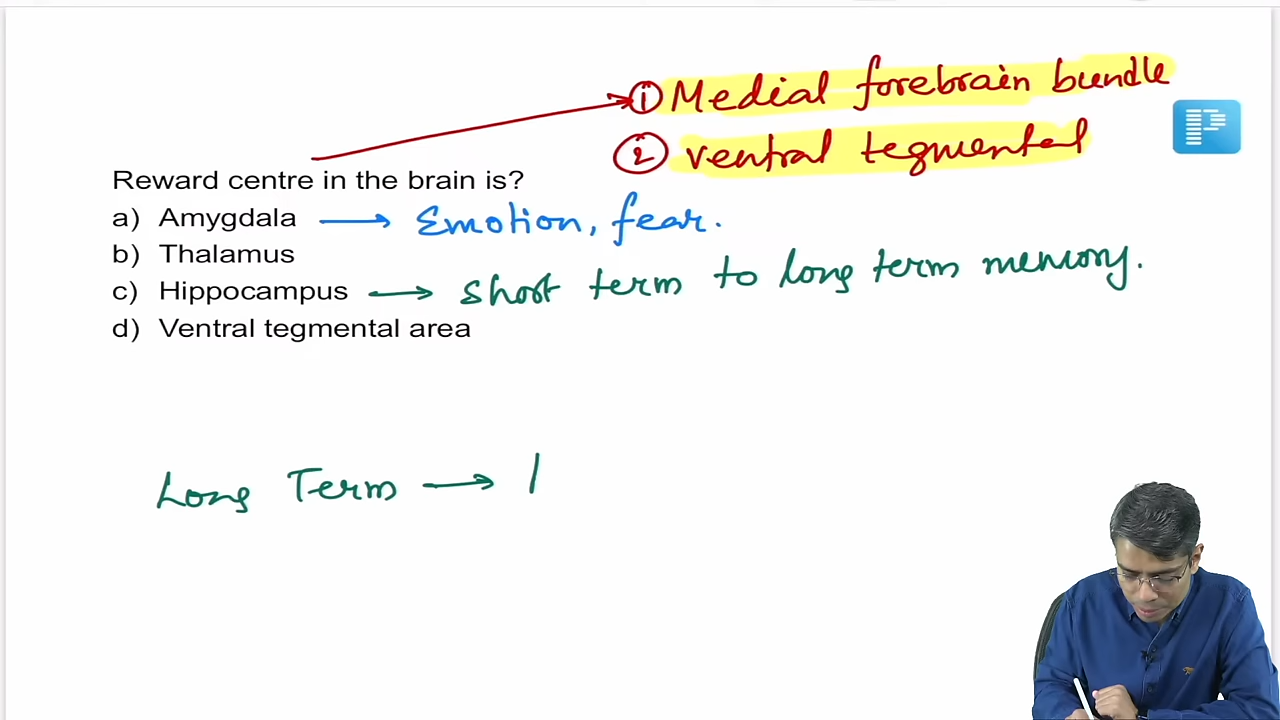 ① Medial forebrain bundle
② ventral tegmental
Reward centre in the brain is?
a) Amygdala → Emotion, fear.
b) Thalamus
c) Hippocampus → short term to long term memory.
d) Ventral tegmental area
Long Term →